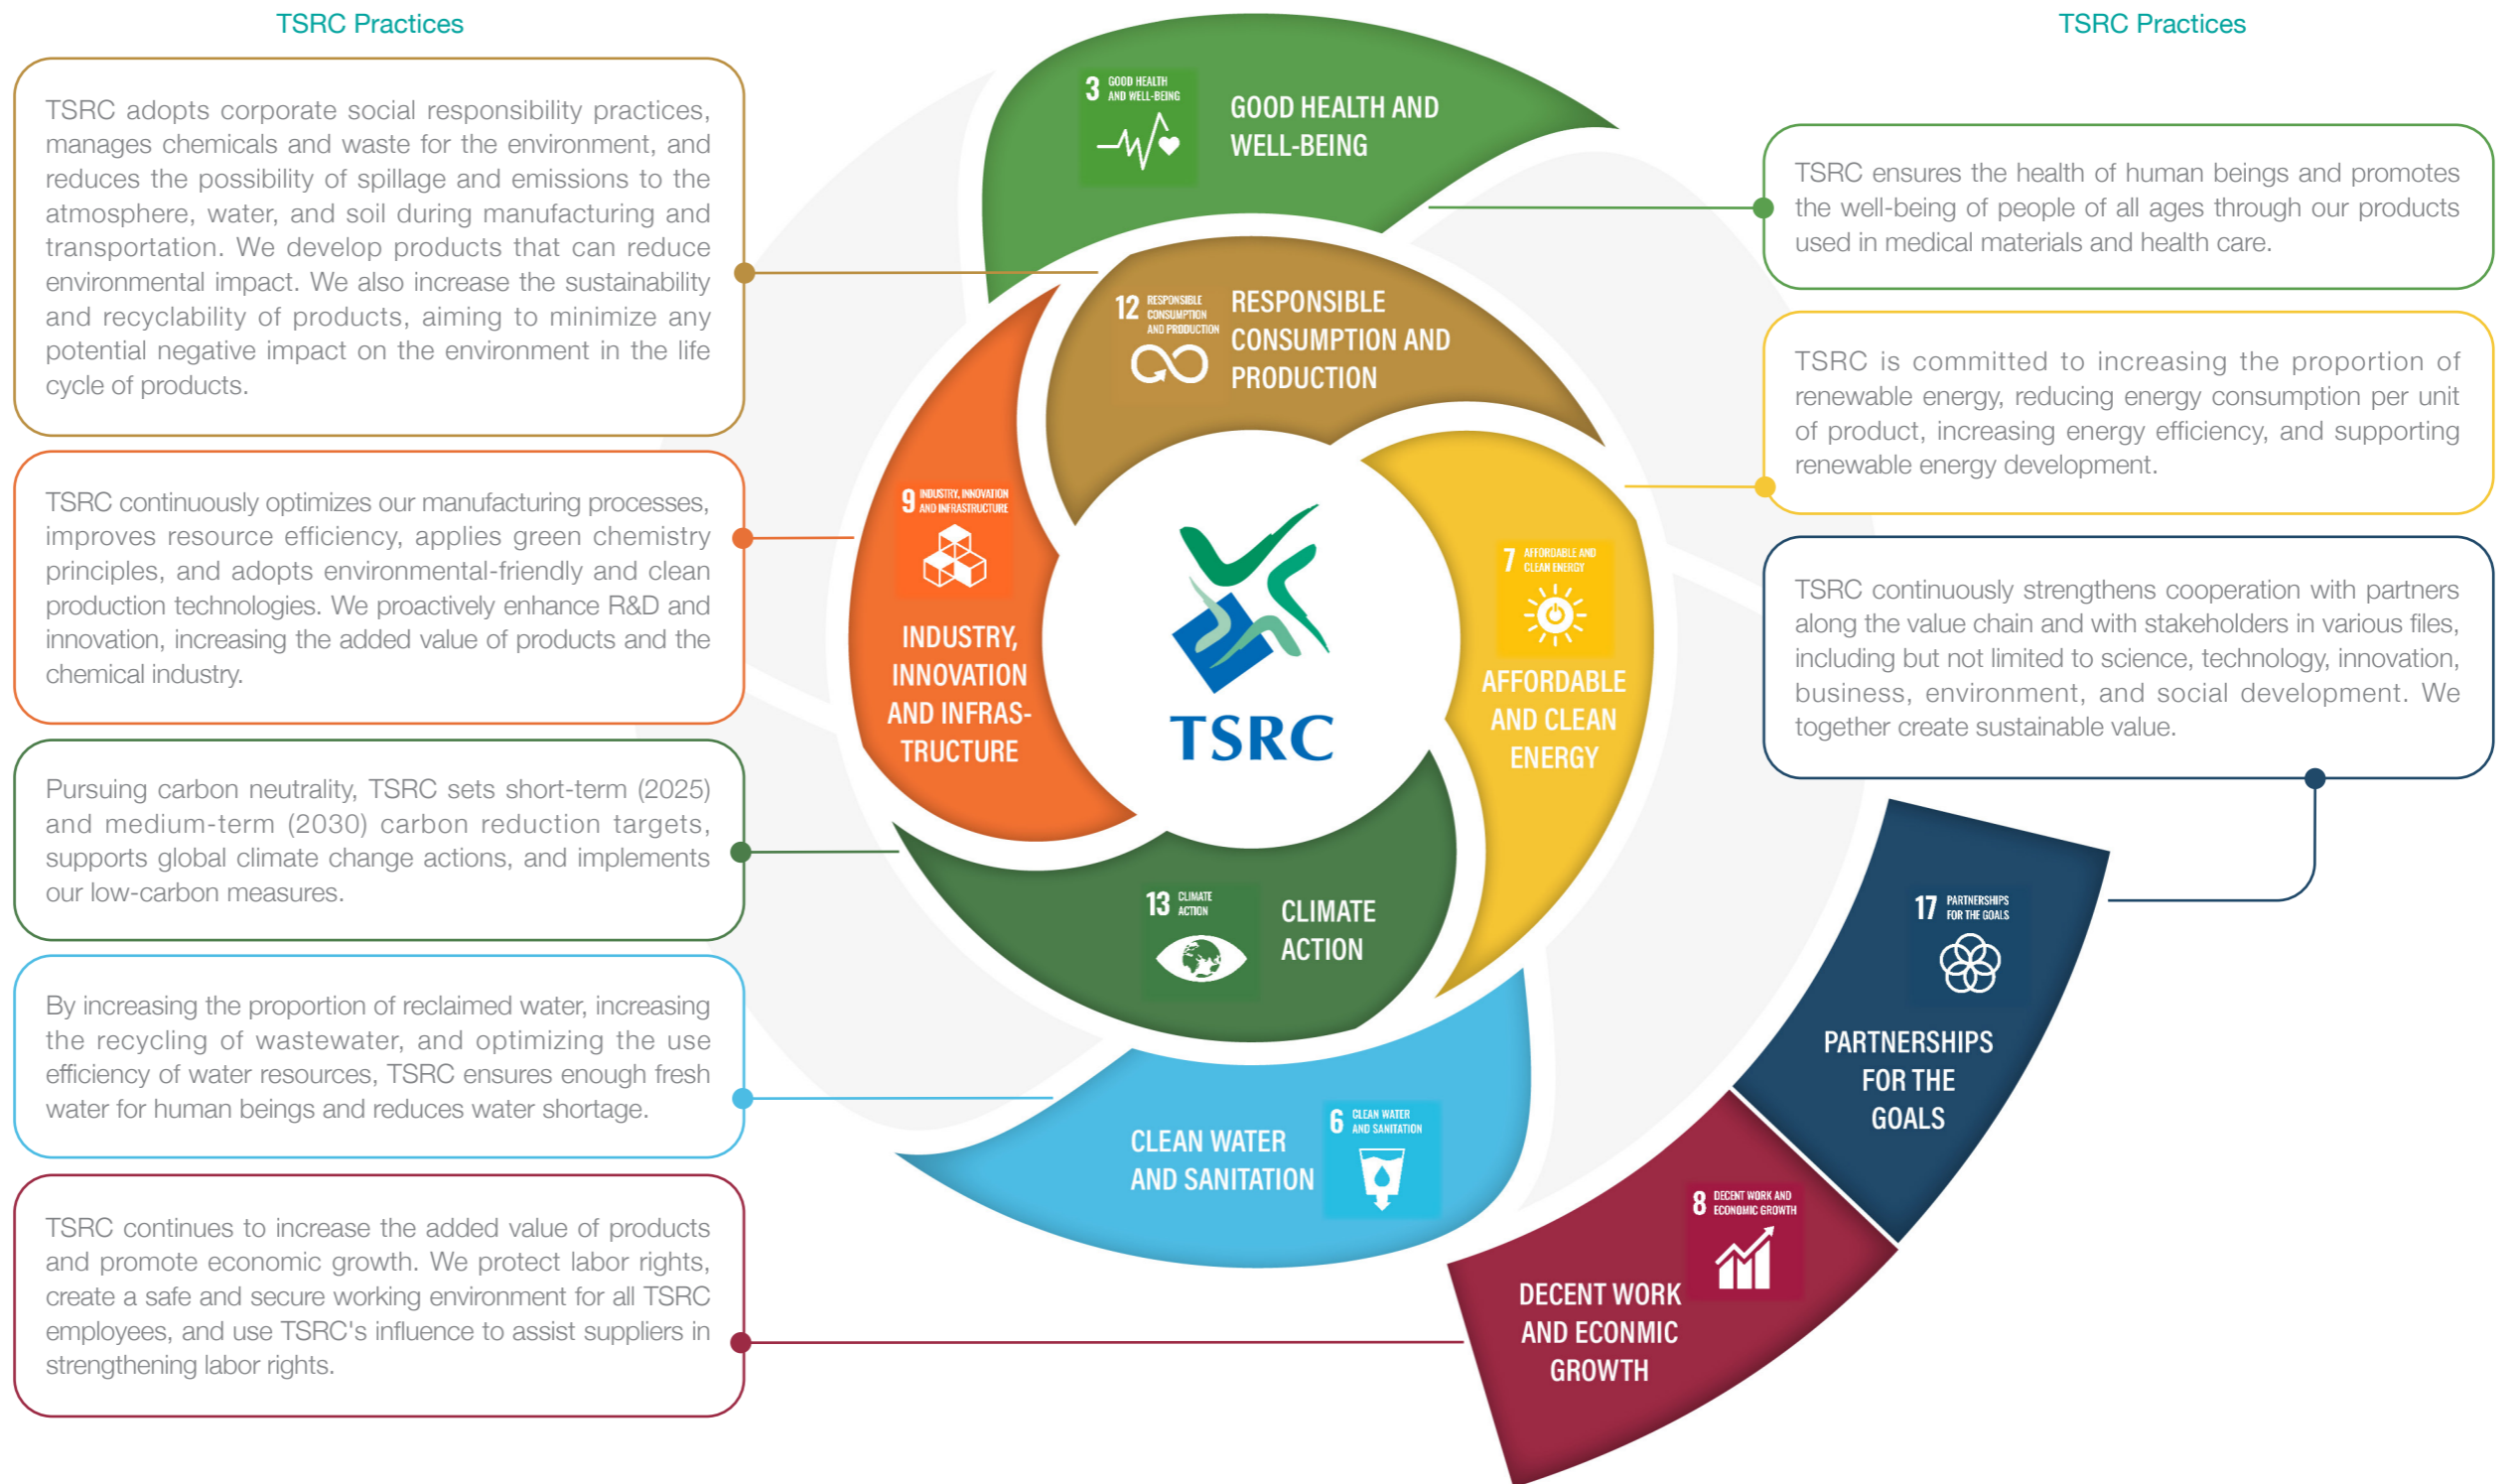 TSRC Practices
TSRC adopts corporate social responsibility practices,
manages chemicals and waste for the environment, and
reduces the possibility of spillage and emissions to the
atmosphere, water, and soil during manufacturing and
transportation. We develop products that can reduce
environmental impact. We also increase the sustainability
and recyclability of products, aiming to minimize any
potential negative impact on the environment in the life
cycle of products.
TSRC continuously optimizes our manufacturing processes,
improves resource efficiency, applies green chemistry
principles, and adopts environmental-friendly and clean
production technologies. We proactively enhance R&D and
innovation, increasing the added value of products and the
chemical industry.
Pursuing carbon neutrality, TSRC sets short-term (2025)
and medium-term (2030) carbon reduction targets,
supports global climate change actions, and implements
our low-carbon measures.
By increasing the proportion of reclaimed water, increasing
the recycling of wastewater, and optimizing the use
efficiency of water resources, TSRC ensures enough fresh
water for human beings and reduces water shortage.
TSRC continues to increase the added value of products
and promote economic growth. We protect labor rights,
create a safe and secure working environment for all TSRC
employees, and use TSRC's influence to assist suppliers in
strengthening labor rights.
3 GOOD HEALTH
AND WELL-BEING
GOOD HEALTH AND
WELL-BEING
12 RESPONSIBLE
CONSUMPTION
AND PRODUCTION
RESPONSIBLE
CONSUMPTION AND
PRODUCTION
9 INDUSTRY, INNOVATION
AND INFRASTRUCTURE
INDUSTRY,
INNOVATION
AND INFRAS-
TRUCTURE
TSRC
7 AFFORDABLE AND
CLEAN ENERGY
AFFORDABLE
AND CLEAN
ENERGY
13 CLIMATE
ACTION
CLIMATE
ACTION
CLEAN WATER
AND SANITATION
6 CLEAN WATER
AND SANITATION
8 DECENT WORK AND
ECONOMIC GROWTH
DECENT WORK
AND ECONMIC
GROWTH
17 PARTNERSHIPS
FOR THE GOALS
PARTNERSHIPS
FOR THE
GOALS
TSRC Practices
TSRC ensures the health of human beings and promotes
the well-being of people of all ages through our products
used in medical materials and health care.
TSRC is committed to increasing the proportion of
renewable energy, reducing energy consumption per unit
of product, increasing energy efficiency, and supporting
renewable energy development.
TSRC continuously strengthens cooperation with partners
along the value chain and with stakeholders in various files,
including but not limited to science, technology, innovation,
business, environment, and social development. We
together create sustainable value.